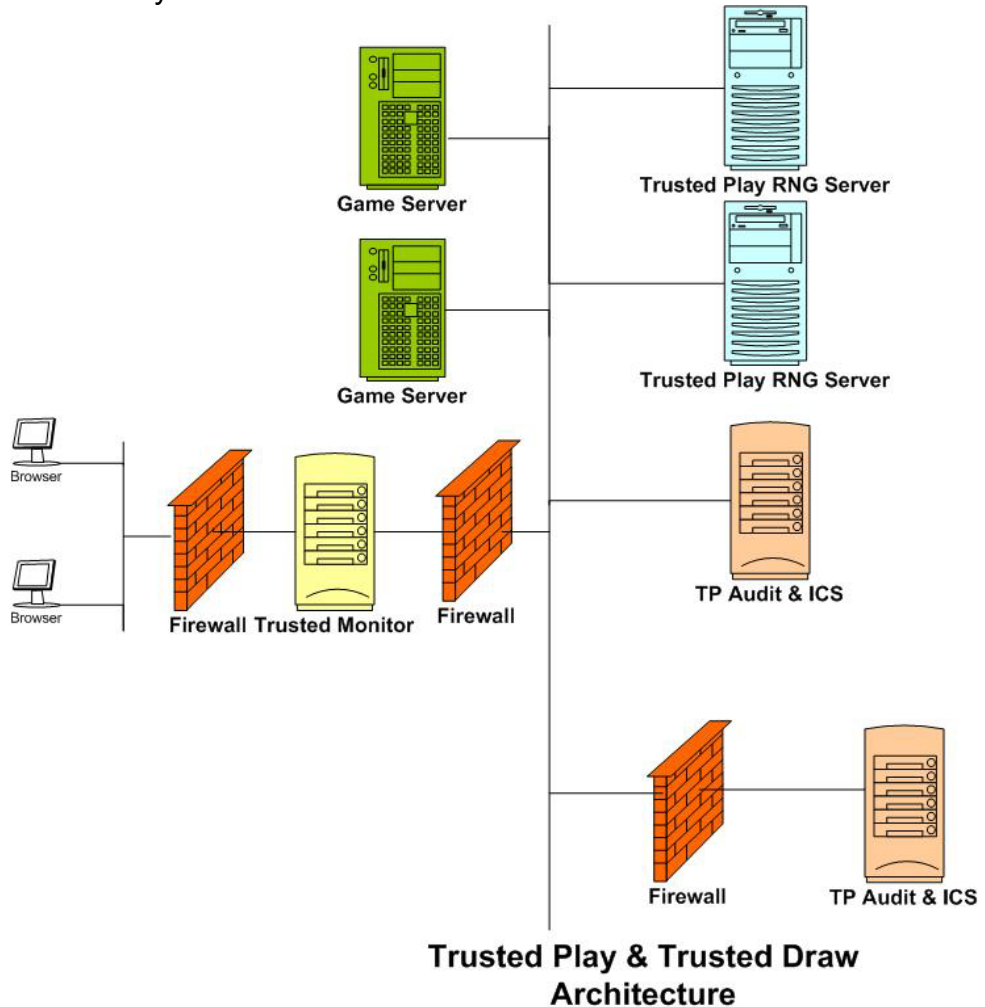 Trusted Play RNG Server
Game Server
Trusted Play RNG Server
Game Server
Browser
Browser
Firewall
Trusted Monitor
Firewall
TP Audit & ICS
Firewall
TP Audit & ICS
Trusted Play & Trusted Draw
Architecture